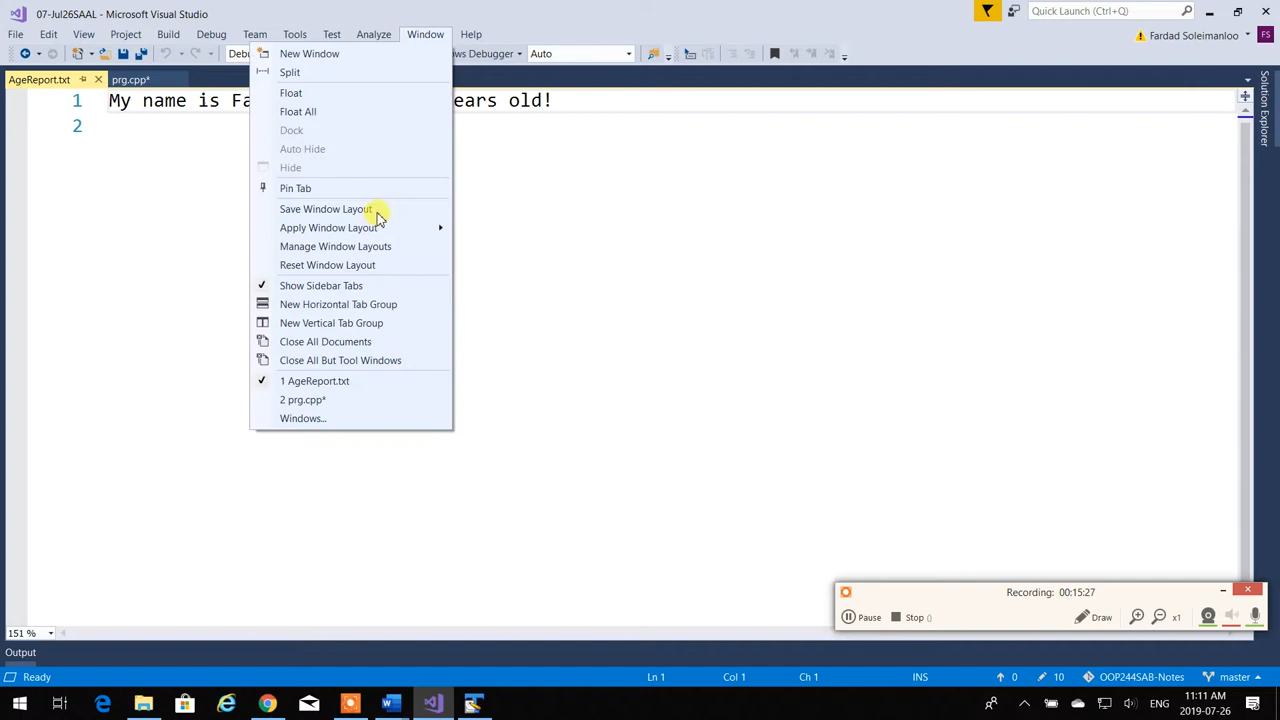 07-Jul26SAAL - Microsoft Visual Studio
Quick Launch (Ctrl+Q)
File Edit View Project Build Debug Team Tools Test Analyze Window Help
Fardad Soleimanloo FS
Debu
ws Debugger
Auto
AgeReport.txt
prg.cpp*
1 My name is Fa
ears old!
2
New Window
Split
Float
Float All
Dock
Auto Hide
Hide
Pin Tab
Save Window Layout
Apply Window Layout
Manage Window Layouts
Reset Window Layout
Show Sidebar Tabs
New Horizontal Tab Group
New Vertical Tab Group
Close All Documents
Close All But Tool Windows
1 AgeReport.txt
2 prg.cpp*
Windows...
Solution Explorer
Recording: 00:15:27
Pause Stop () Draw x1
151 %
Output
Ready Ln 1 Col 1 Ch 1 INS 0 10 OOP244SAB-Notes master
ENG
11:11 AM
2019-07-26